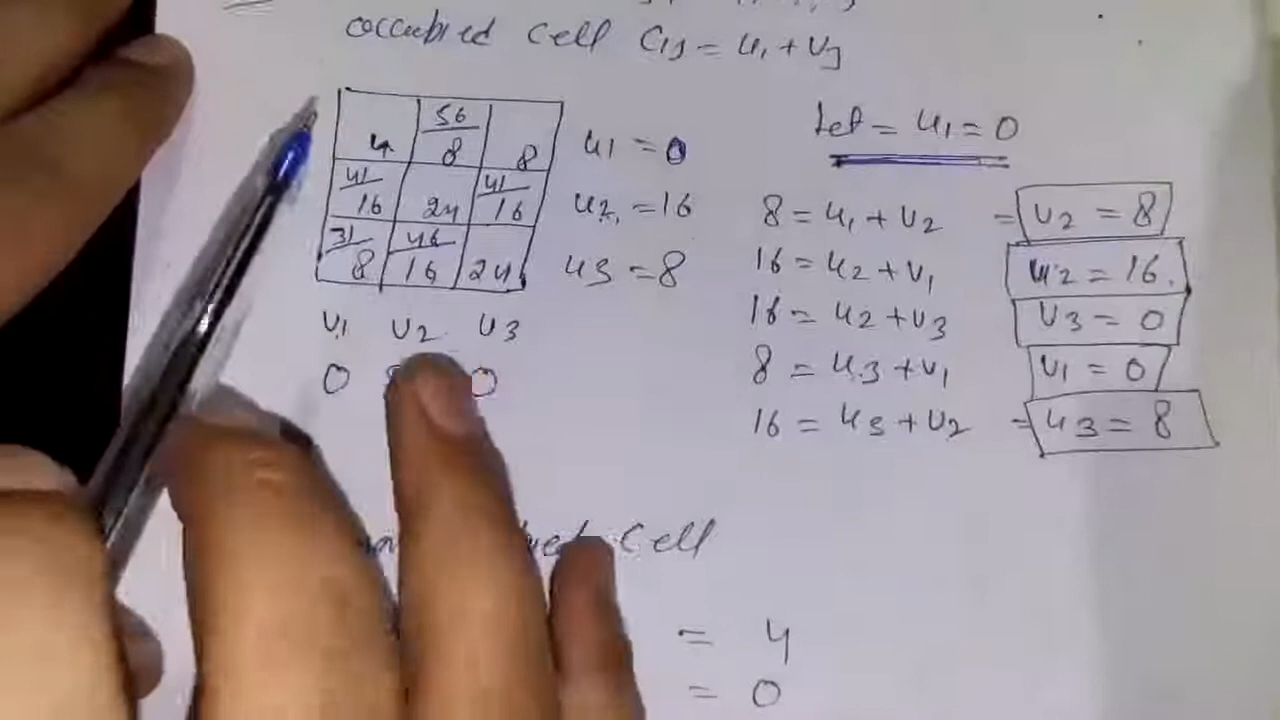 occubied cell Cij = ui + vj
56
4 8 8 u1 = 0
Let = u1 = 0
41 41
16 24 16 u2 = 16
31 46
8 16 24 u3 = 8
v1 v2 v3
0 0
8 = u1 + v2 = v2 = 8
16 = u2 + v1 u2 = 16.
16 = u2 + v3 v3 = 0
8 = u3 + v1 v1 = 0
16 = u3 + v2 = u3 = 8
Cell
= 4
= 0